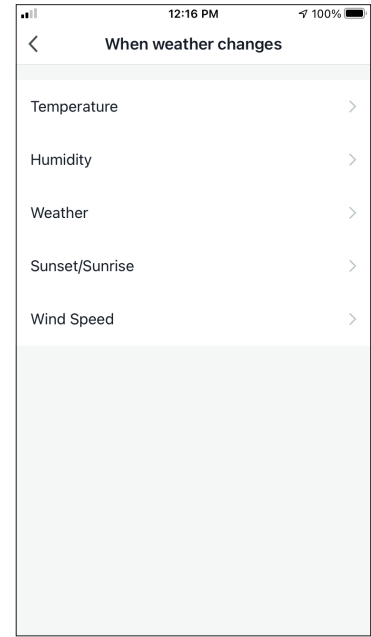 12:16 PM 100%
When weather changes
Temperature
Humidity
Weather
Sunset/Sunrise
Wind Speed